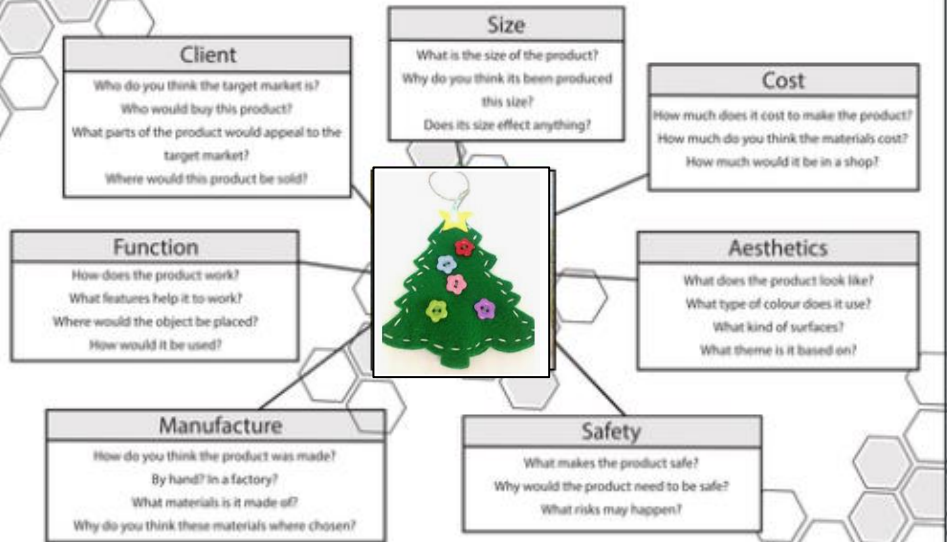 Client
Who do you think the target market is?
Who would buy this product?
What parts of the product would appeal to the
target market?
Where would this product be sold?
Size
What is the size of the product?
Why do you think its been produced
this size?
Does its size effect anything?
Cost
How much does it cost to make the product?
How much do you think the materials cost?
How much would it be in a shop?
Function
How does the product work?
What features help it to work?
Where would the object be placed?
How would it be used?
Aesthetics
What does the product look like?
What type of colour does it use?
What kind of surfaces?
What theme is it based on?
Manufacture
How do you think the product was made?
By hand? In a factory?
What materials is it made of?
Why do you think these materials where chosen?
Safety
What makes the product safe?
Why would the product need to be safe?
What risks may happen?